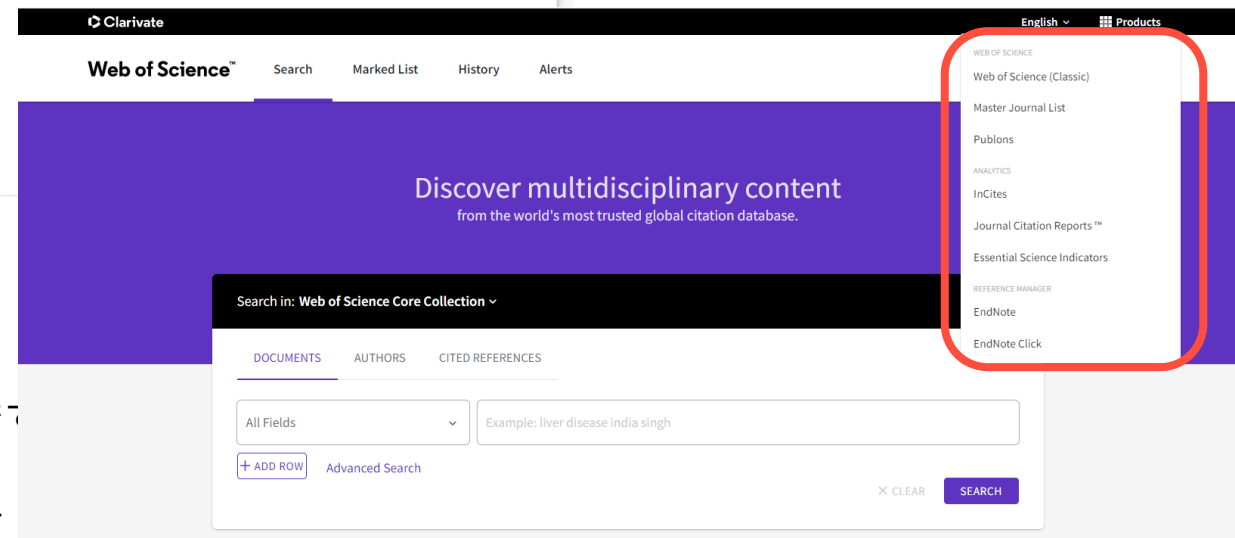 Clarivate
English
Products
Web of Science™
Search
Marked List
History
Alerts
WEB OF SCIENCE
Web of Science (Classic)
Master Journal List
Publons
ANALYTICS
InCites
Journal Citation Reports ™
Essential Science Indicators
REFERENCE MANAGER
EndNote
EndNote Click
Discover multidisciplinary content
from the world's most trusted global citation database.
Search in: Web of Science Core Collection
DOCUMENTS
AUTHORS
CITED REFERENCES
All Fields
Example: liver disease india singh
+ ADD ROW
Advanced Search
× CLEAR
SEARCH